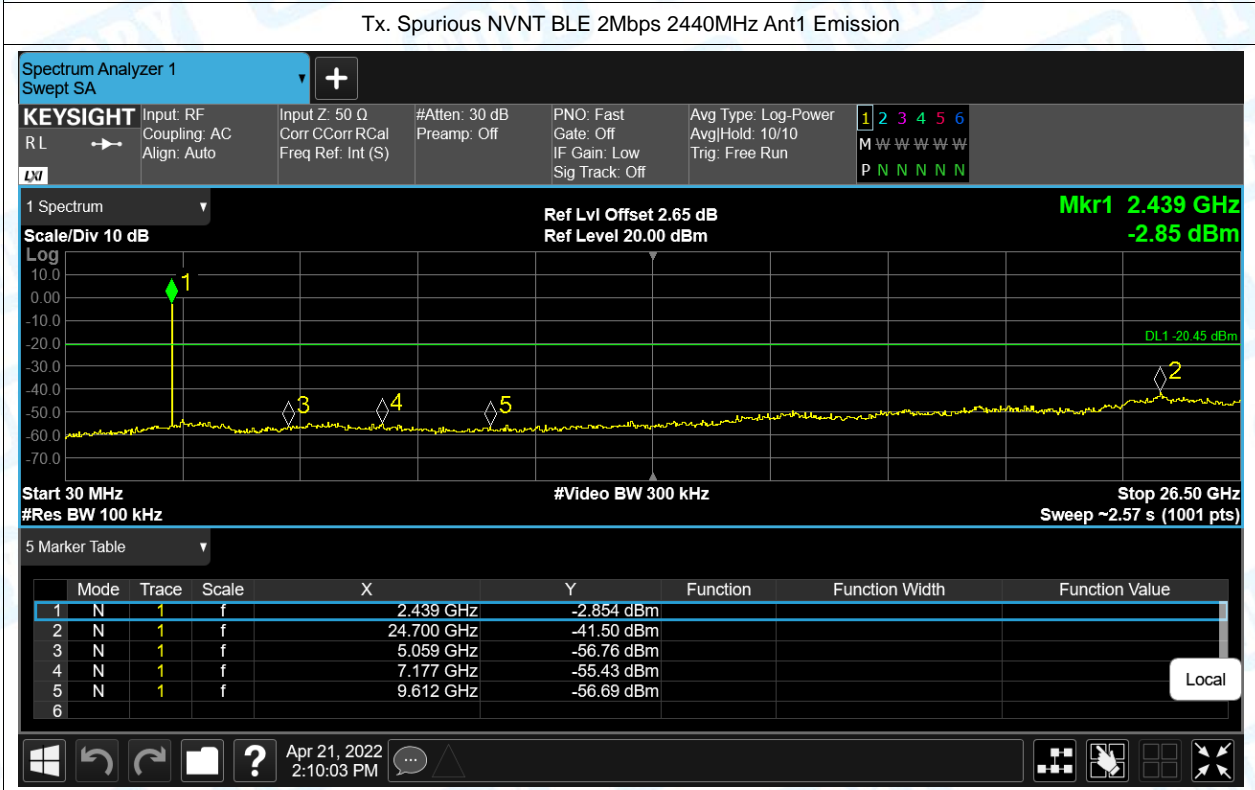 Tx. Spurious NVNT BLE 2Mbps 2440MHz Ant1 Emission
Spectrum Analyzer 1
Swept SA
KEYSIGHT
RL
LXI
Input: RF
Coupling: AC
Align: Auto
Input Z: 50 Ω
Corr CCorr RCal
Freq Ref: Int (S)
#Atten: 30 dB
Preamp: Off
PNO: Fast
Gate: Off
IF Gain: Low
Sig Track: Off
Avg Type: Log-Power
Avg|Hold: 10/10
Trig: Free Run
1 2 3 4 5 6
M W W W W W
P N N N N N
1 Spectrum
Scale/Div 10 dB
Ref Lvl Offset 2.65 dB
Ref Level 20.00 dBm
Mkr1 2.439 GHz
-2.85 dBm
Log
10.0
0.00
-10.0
-20.0
-30.0
-40.0
-50.0
-60.0
-70.0
1
DL1 -20.45 dBm
2
3
4
5
Start 30 MHz
#Res BW 100 kHz
#Video BW 300 kHz
Stop 26.50 GHz
Sweep ~2.57 s (1001 pts)
5 Marker Table
Mode Trace Scale X Y Function Function Width Function Value
1 N 1 f 2.439 GHz -2.854 dBm
2 N 1 f 24.700 GHz -41.50 dBm
3 N 1 f 5.059 GHz -56.76 dBm
4 N 1 f 7.177 GHz -55.43 dBm
5 N 1 f 9.612 GHz -56.69 dBm
6
Local
?
Apr 21, 2022
2:10:03 PM